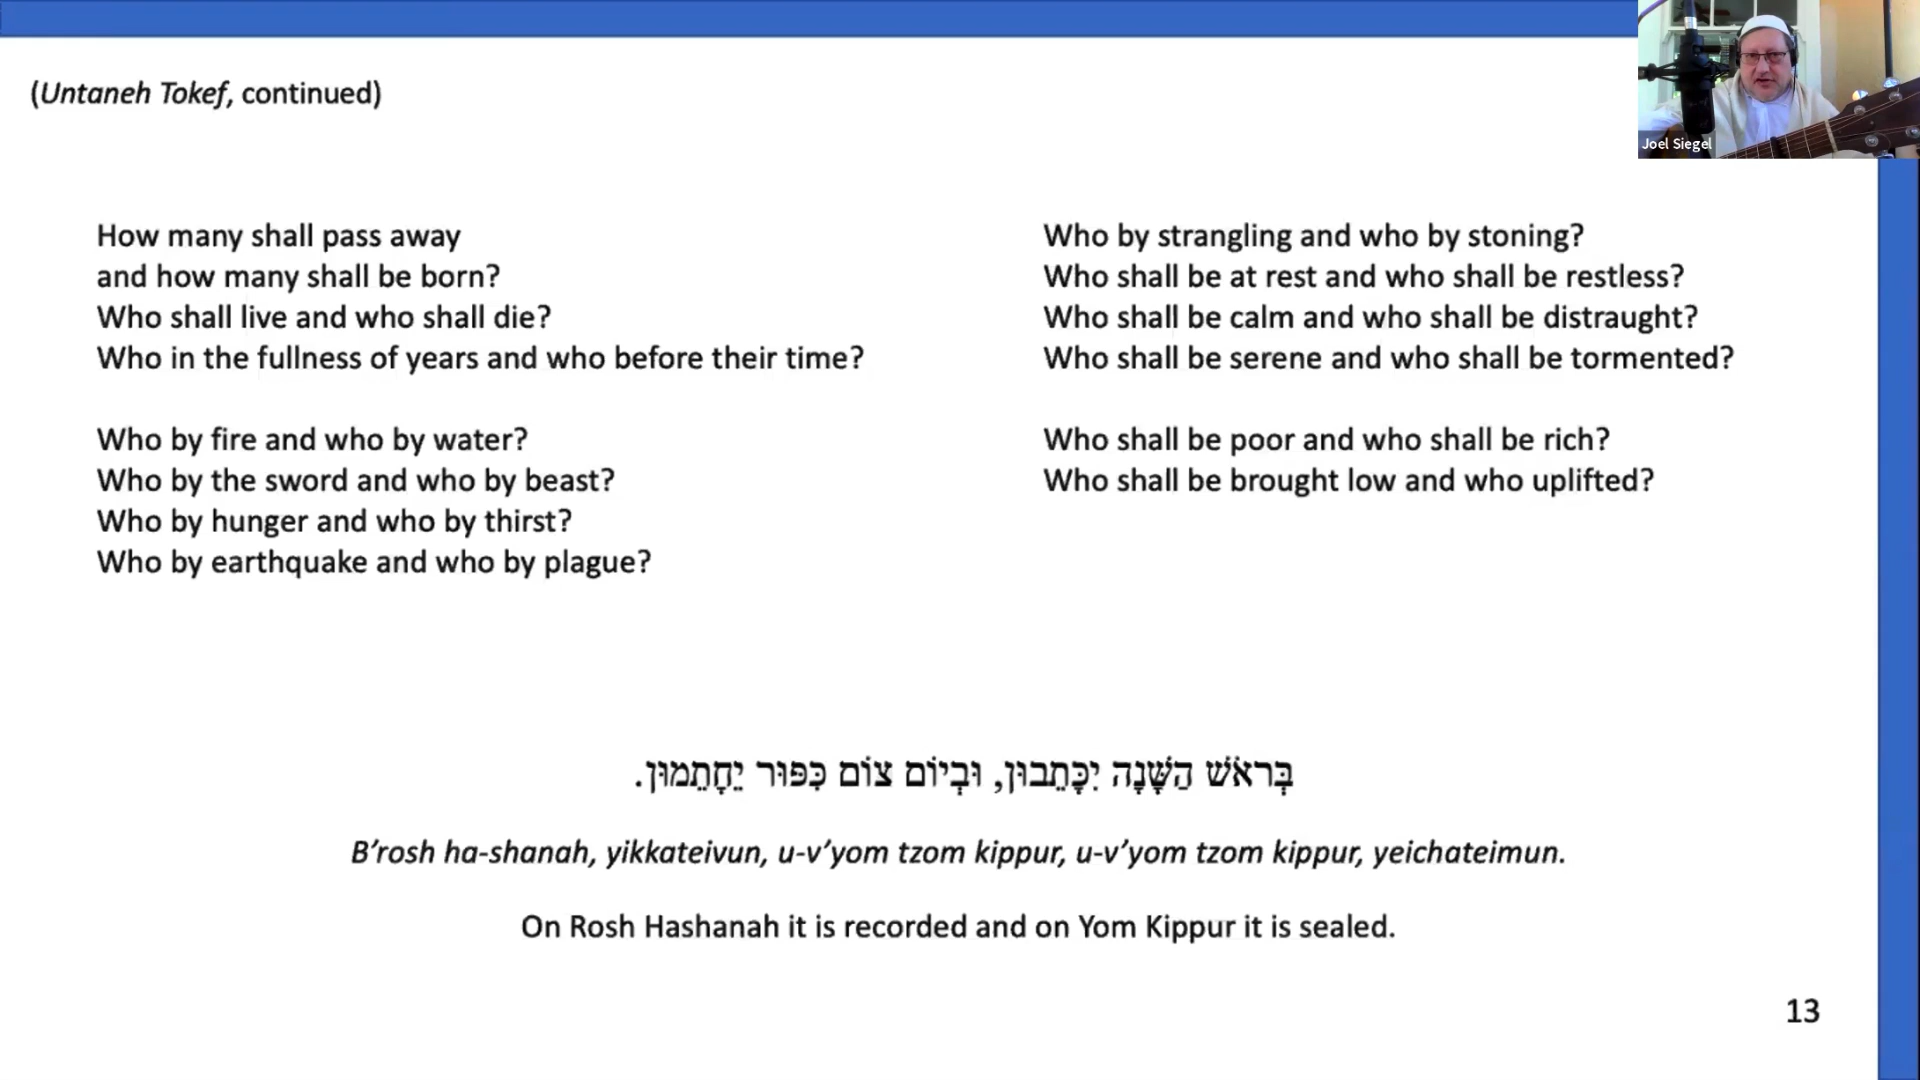 (Untaneh Tokef, continued)
Joel Siegel
How many shall pass away
and how many shall be born?
Who shall live and who shall die?
Who in the fullness of years and who before their time?
Who by fire and who by water?
Who by the sword and who by beast?
Who by hunger and who by thirst?
Who by earthquake and who by plague?
Who by strangling and who by stoning?
Who shall be at rest and who shall be restless?
Who shall be calm and who shall be distraught?
Who shall be serene and who shall be tormented?
Who shall be poor and who shall be rich?
Who shall be brought low and who uplifted?
בְּרֹאשׁ הַשָּׁנָה יִכָּתֵבוּן, וּבְיוֹם צוֹם כִּפּוּר יֵחָתֵמוּן.
B’rosh ha-shanah, yikkateivun, u-v’yom tzom kippur, u-v’yom tzom kippur, yeichateimun.
On Rosh Hashanah it is recorded and on Yom Kippur it is sealed.
13